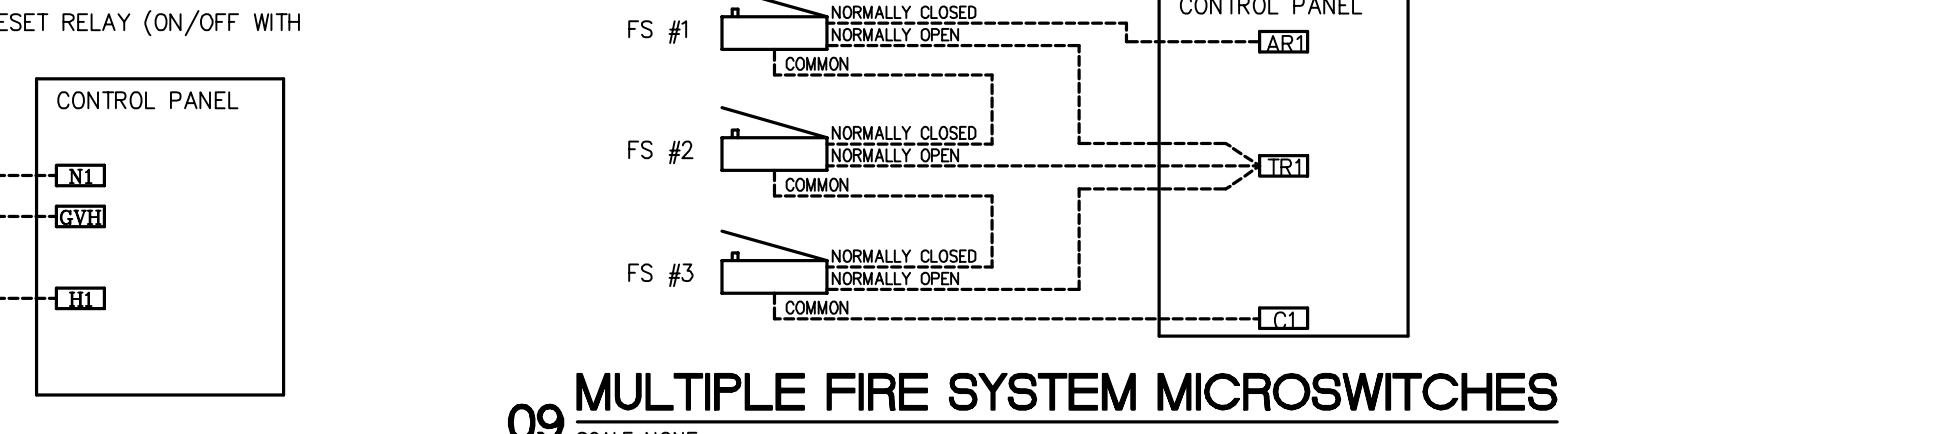 ESET RELAY (ON/OFF WITH
CONTROL PANEL
N1
GVH
H1
CONTROL PANEL
FS #1
NORMALLY CLOSED
NORMALLY OPEN
COMMON
AR1
FS #2
NORMALLY CLOSED
NORMALLY OPEN
COMMON
TR1
FS #3
NORMALLY CLOSED
NORMALLY OPEN
COMMON
C1
09 MULTIPLE FIRE SYSTEM MICROSWITCHES